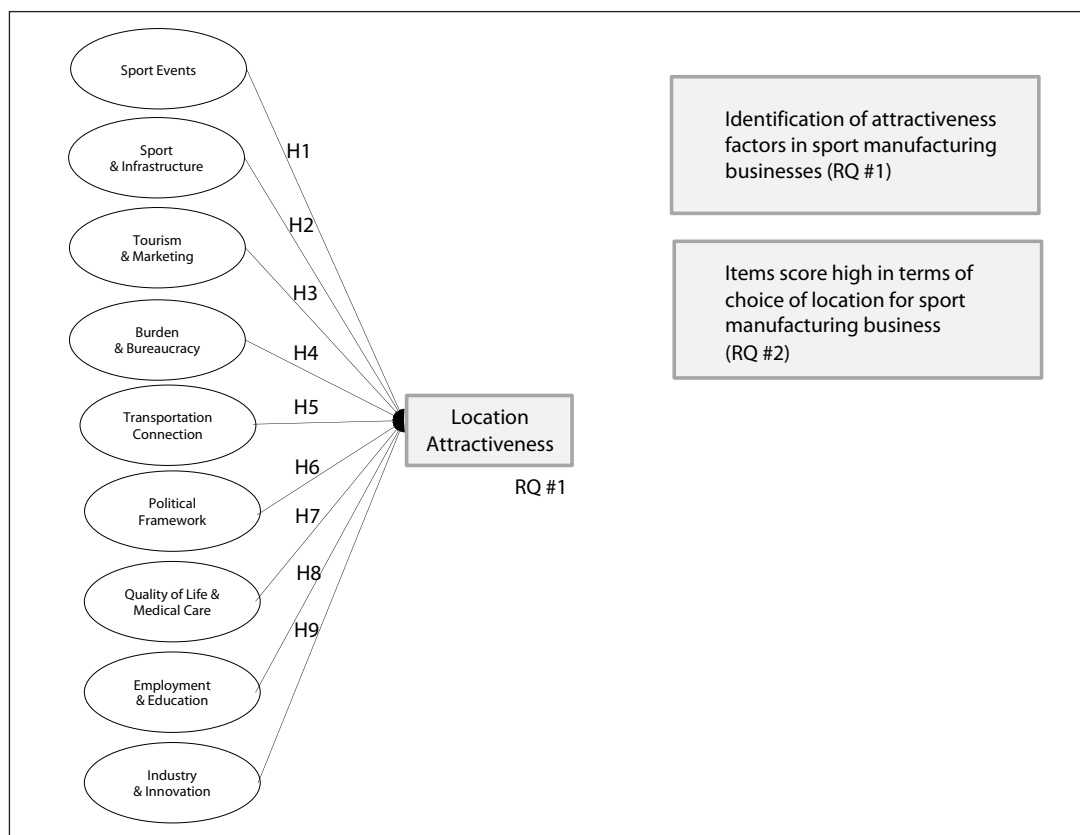 Sport Events
Sport
& Infrastructure
Tourism
& Marketing
Burden
& Bureaucracy
Transportation
Connection
Political
Framework
Quality of Life &
Medical Care
Employment
& Education
Industry
& Innovation
H1
H2
H3
H4
H5
H6
H7
H8
H9
Location
Attractiveness
RQ #1
Identification of attractiveness
factors in sport manufacturing
businesses (RQ #1)
Items score high in terms of
choice of location for sport
manufacturing business
(RQ #2)